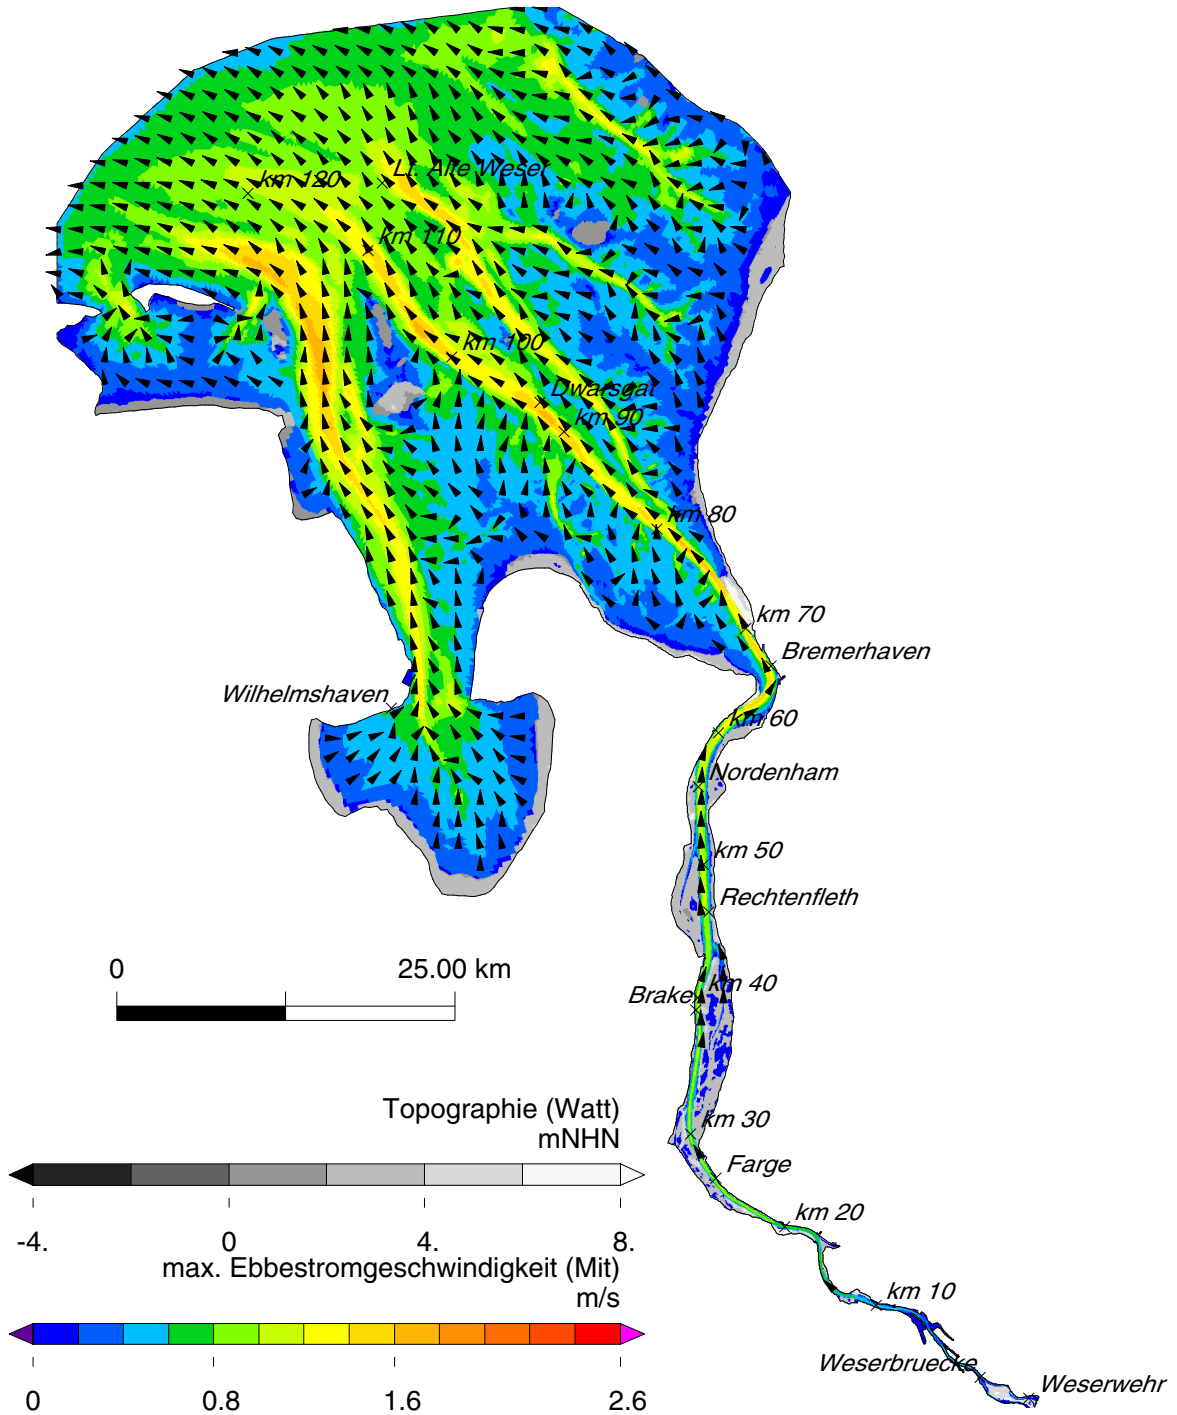 Lt. Alte Weser
km 120
km 110
km 100
Dwarsgat
km 90
km 80
km 70
Bremerhaven
Wilhelmshaven
km 60
Nordenham
km 50
Rechtenfleth
0 25.00 km
km 40
Brake
Topographie (Watt)
mNHN
km 30
Farge
km 20
-4. 0 4. 8.
max. Ebbestromgeschwindigkeit (Mit)
m/s
km 10
Weserbruecke
Weserwehr
0 0.8 1.6 2.6